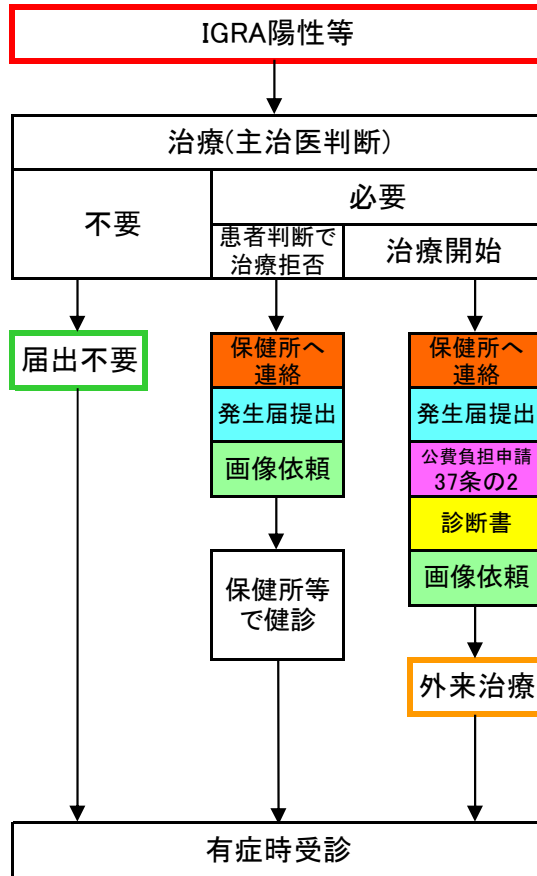 IGRA陽性等
治療(主治医判断)
不要
必要
患者判断で
治療拒否
治療開始
届出不要
保健所へ
連絡
発生届提出
画像依頼
保健所等
で健診
保健所へ
連絡
発生届提出
公費負担申請
37条の2
診断書
画像依頼
外来治療
有症時受診